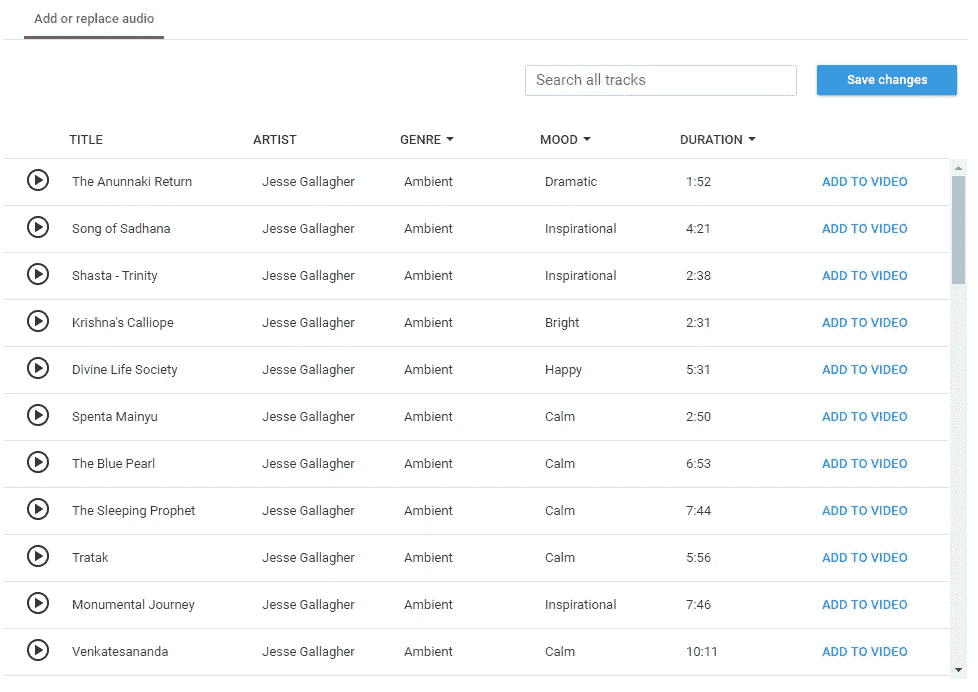 Add or replace audio
Search all tracks Save changes
TITLE ARTIST GENRE MOOD DURATION
The Anunnaki Return Jesse Gallagher Ambient Dramatic 1:52 ADD TO VIDEO
Song of Sadhana Jesse Gallagher Ambient Inspirational 4:21 ADD TO VIDEO
Shasta - Trinity Jesse Gallagher Ambient Inspirational 2:38 ADD TO VIDEO
Krishna's Calliope Jesse Gallagher Ambient Bright 2:31 ADD TO VIDEO
Divine Life Society Jesse Gallagher Ambient Happy 5:31 ADD TO VIDEO
Spenta Mainyu Jesse Gallagher Ambient Calm 2:50 ADD TO VIDEO
The Blue Pearl Jesse Gallagher Ambient Calm 6:53 ADD TO VIDEO
The Sleeping Prophet Jesse Gallagher Ambient Calm 7:44 ADD TO VIDEO
Tratak Jesse Gallagher Ambient Calm 5:56 ADD TO VIDEO
Monumental Journey Jesse Gallagher Ambient Inspirational 7:46 ADD TO VIDEO
Venkatesananda Jesse Gallagher Ambient Calm 10:11 ADD TO VIDEO